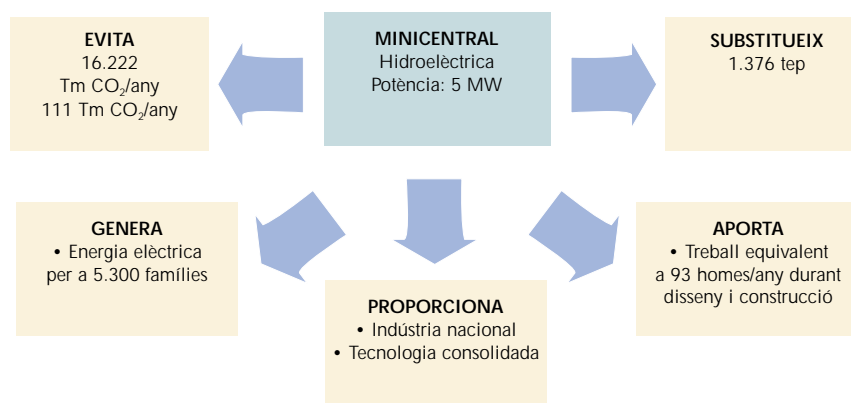 EVITA
16.222
Tm CO₂/any
111 Tm CO₂/any
MINICENTRAL
Hidroelèctrica
Potència: 5 MW
SUBSTITUEIX
1.376 tep
GENERA
• Energia elèctrica
per a 5.300 famílies
PROPORCIONA
• Indústria nacional
• Tecnologia consolidada
APORTA
• Treball equivalent
a 93 homes/any durant
disseny i construcció